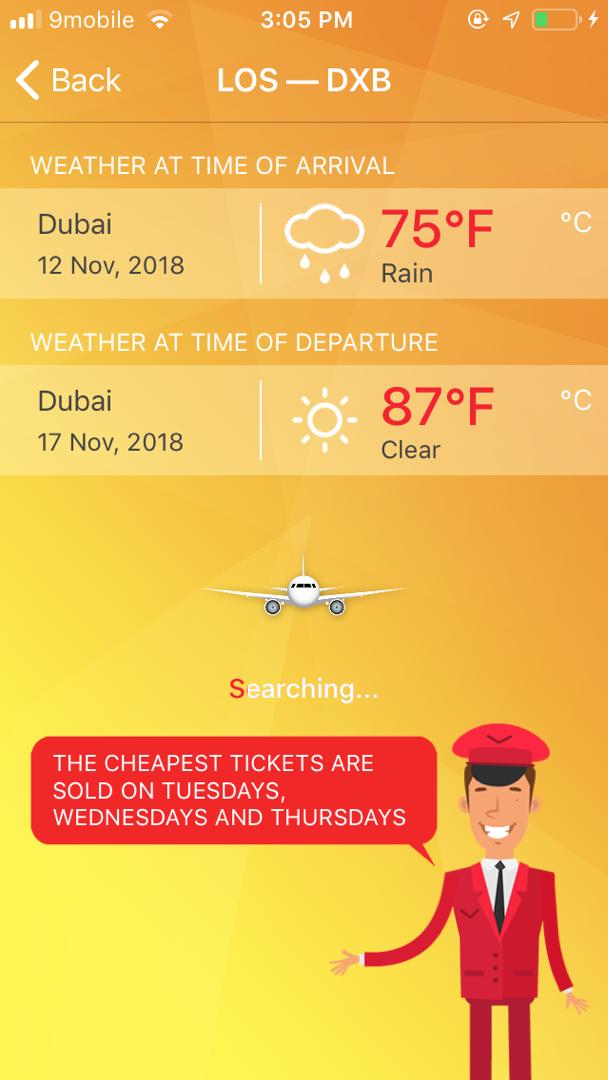 9mobile 3:05 PM
Back LOS — DXB
WEATHER AT TIME OF ARRIVAL
Dubai 75°F °C
12 Nov, 2018 Rain
WEATHER AT TIME OF DEPARTURE
Dubai 87°F °C
17 Nov, 2018 Clear
Searching...
THE CHEAPEST TICKETS ARE
SOLD ON TUESDAYS,
WEDNESDAYS AND THURSDAYS